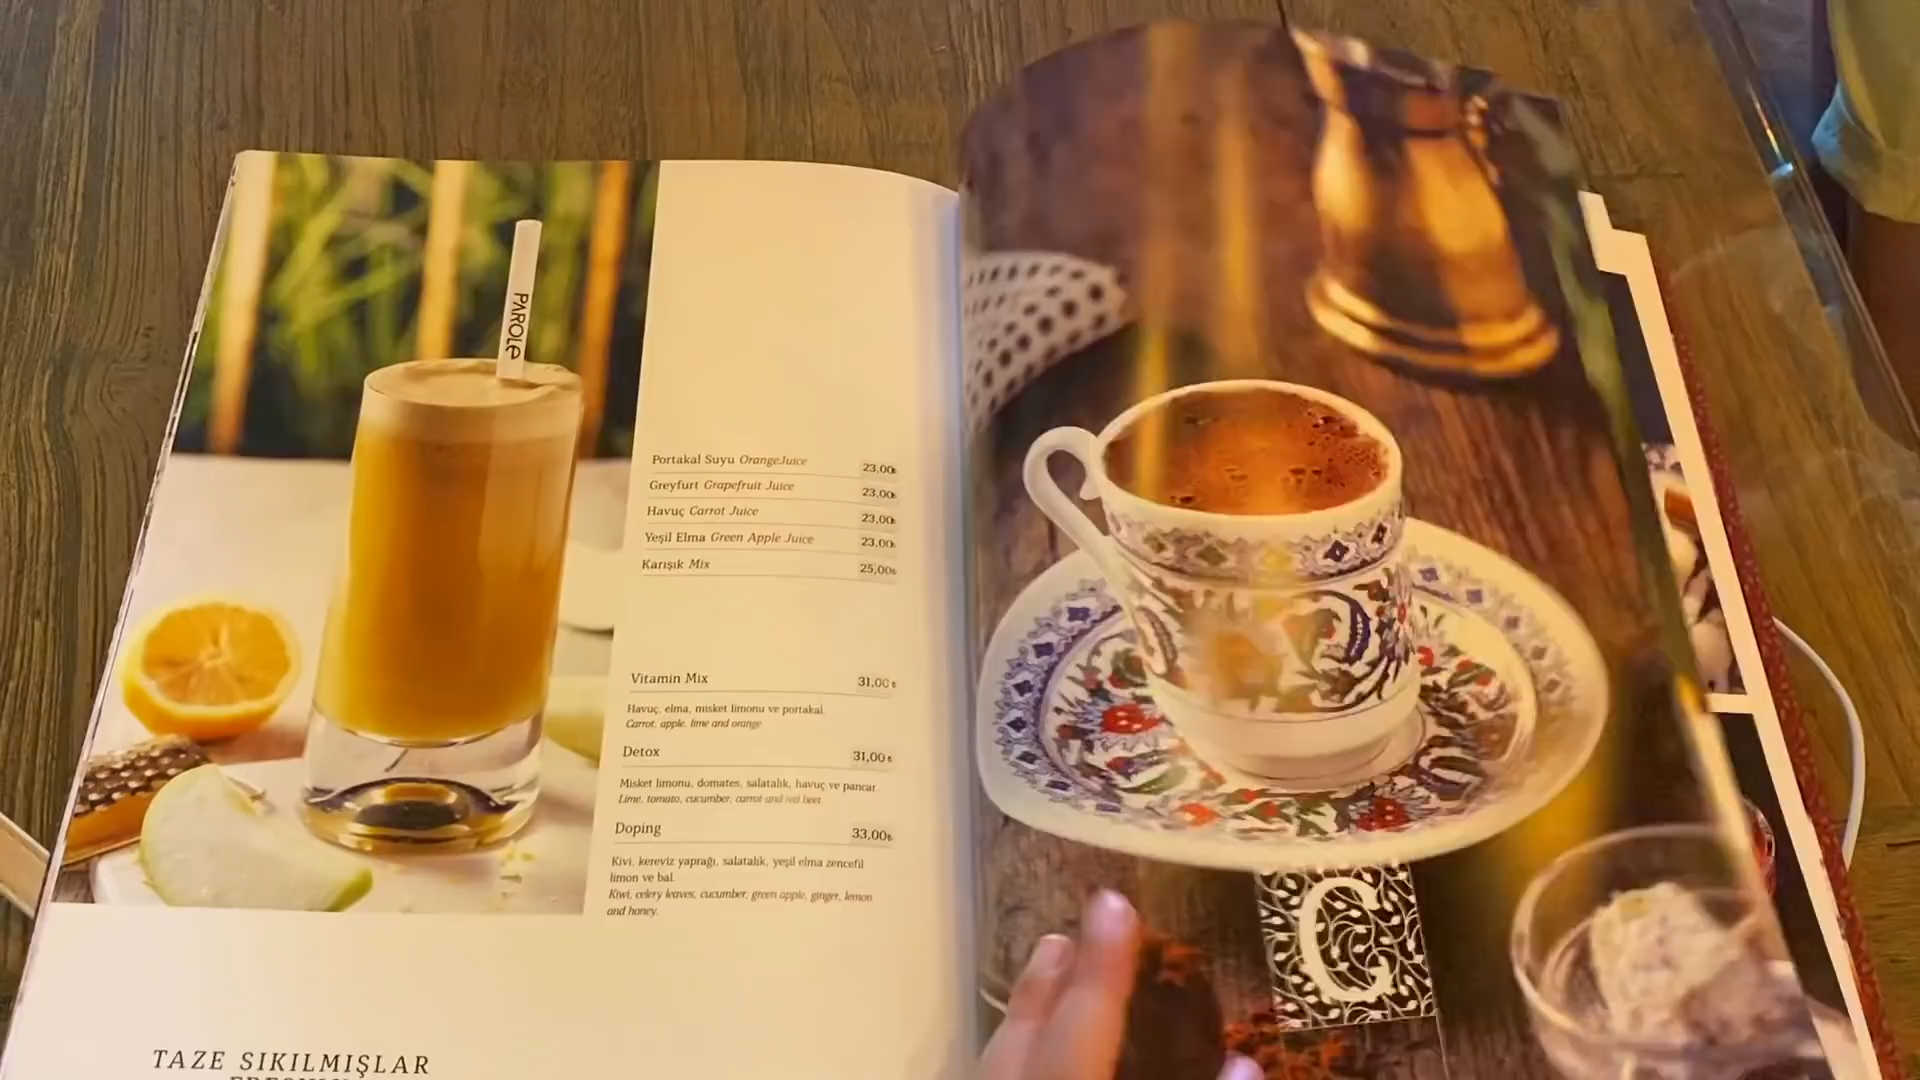 PAROLE
Portakal Suyu OrangeJuice 23,00₺
Greyfurt Grapefruit Juice 23,00₺
Havuç Carrot Juice 23,00₺
Yeşil Elma Green Apple Juice 23,00₺
Karışık Mix 25,00₺
Vitamin Mix 31,00₺
Havuç, elma, misket limonu ve portakal.
Carrot, apple, lime and orange
Detox 31,00₺
Misket limonu, domates, salatalık, havuç ve pancar.
Lime, tomato, cucumber, carrot and red beet.
Doping 33,00₺
Kivi, kereviz yaprağı, salatalık, yeşil elma zencefil
limon ve bal.
Kiwi, celery leaves, cucumber, green apple, ginger, lemon
and honey.
TAZE SIKILMIŞLAR
C